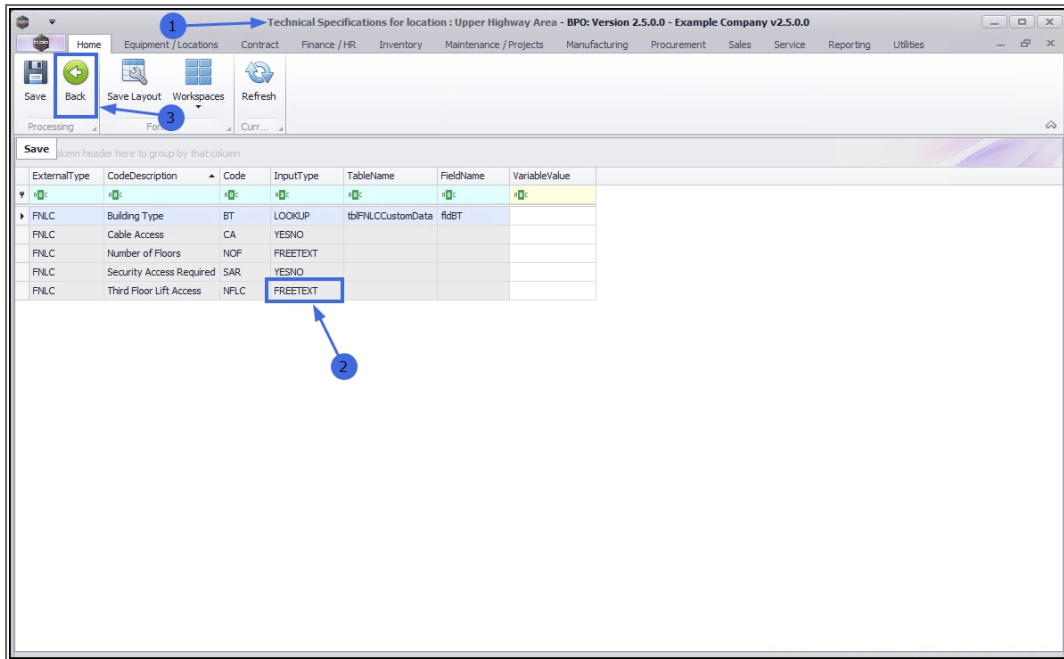 1
Technical Specifications for location : Upper Highway Area - BPO: Version 2.5.0.0 - Example Company v2.5.0.0
Home Equipment / Locations Contract Finance / HR Inventory Maintenance / Projects Manufacturing Procurement Sales Service Reporting Utilities
Save Back Save Layout Workspaces Refresh
3
Processing For Curr...
Save olumn header here to group by that column
ExternalType CodeDescription Code InputType TableName FieldName VariableValue
FNLC Building Type BT LOOKUP tblFNLCCustomData fldBT
FNLC Cable Access CA YESNO
FNLC Number of Floors NOF FREETEXT
FNLC Security Access Required SAR YESNO
FNLC Third Floor Lift Access NFLC FREETEXT
2